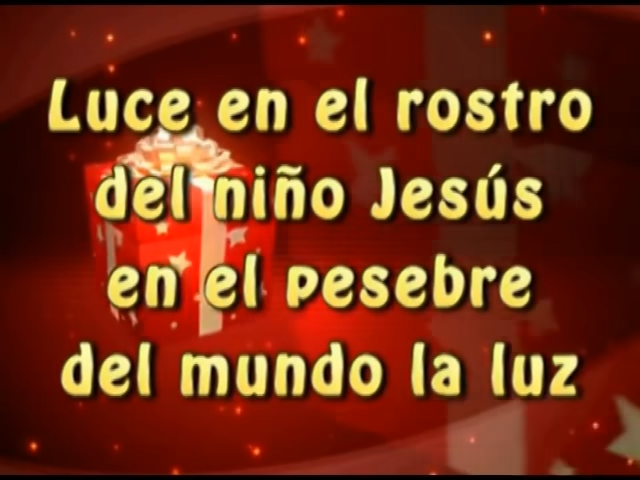 Luce en el rostro
del niño Jesús
en el pesebre
del mundo la luz